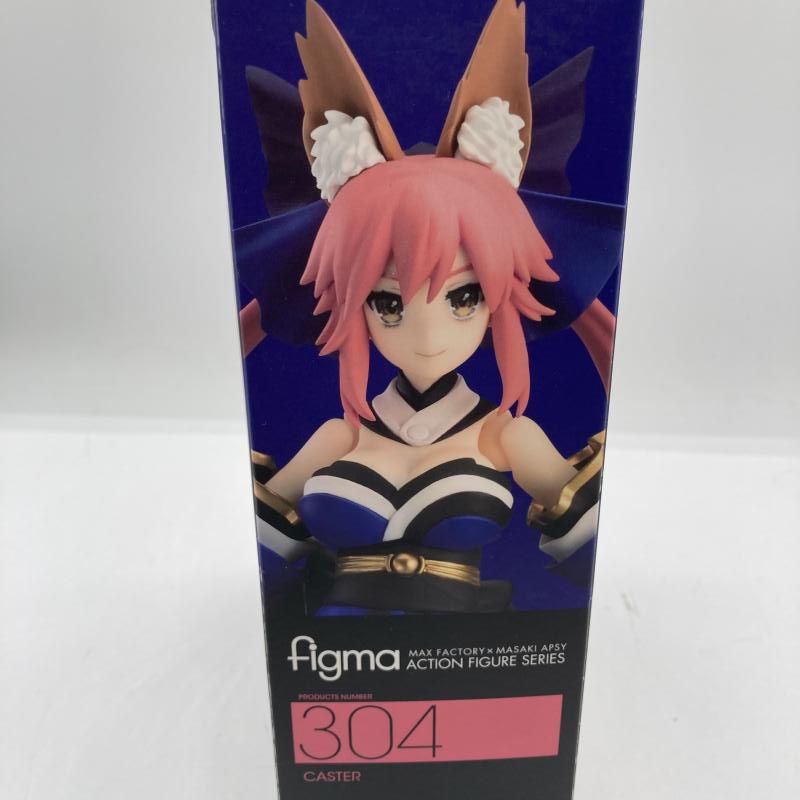 figma
MAX FACTORY × MASAKI APSY
ACTION FIGURE SERIES
PRODUCTS NUMBER
304
CASTER